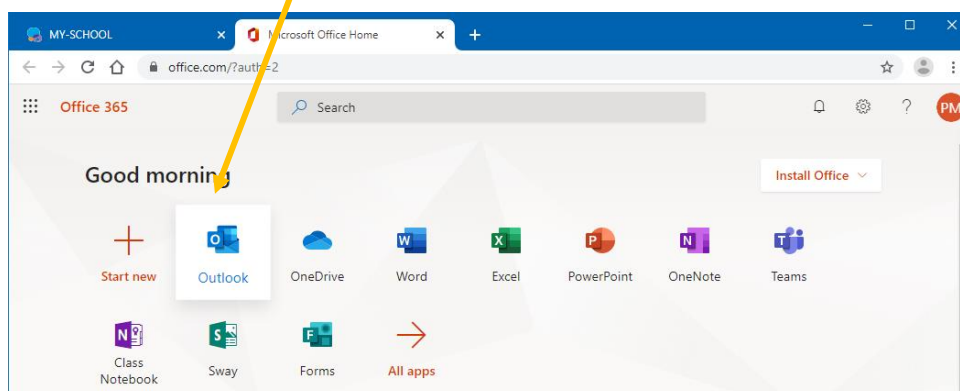 MY-SCHOOL
Microsoft Office Home
office.com/?auth=2
Office 365
Search
?
PM
Good morning
Install Office
Start new
Outlook
OneDrive
Word
Excel
PowerPoint
OneNote
Teams
Class
Notebook
Sway
Forms
All apps